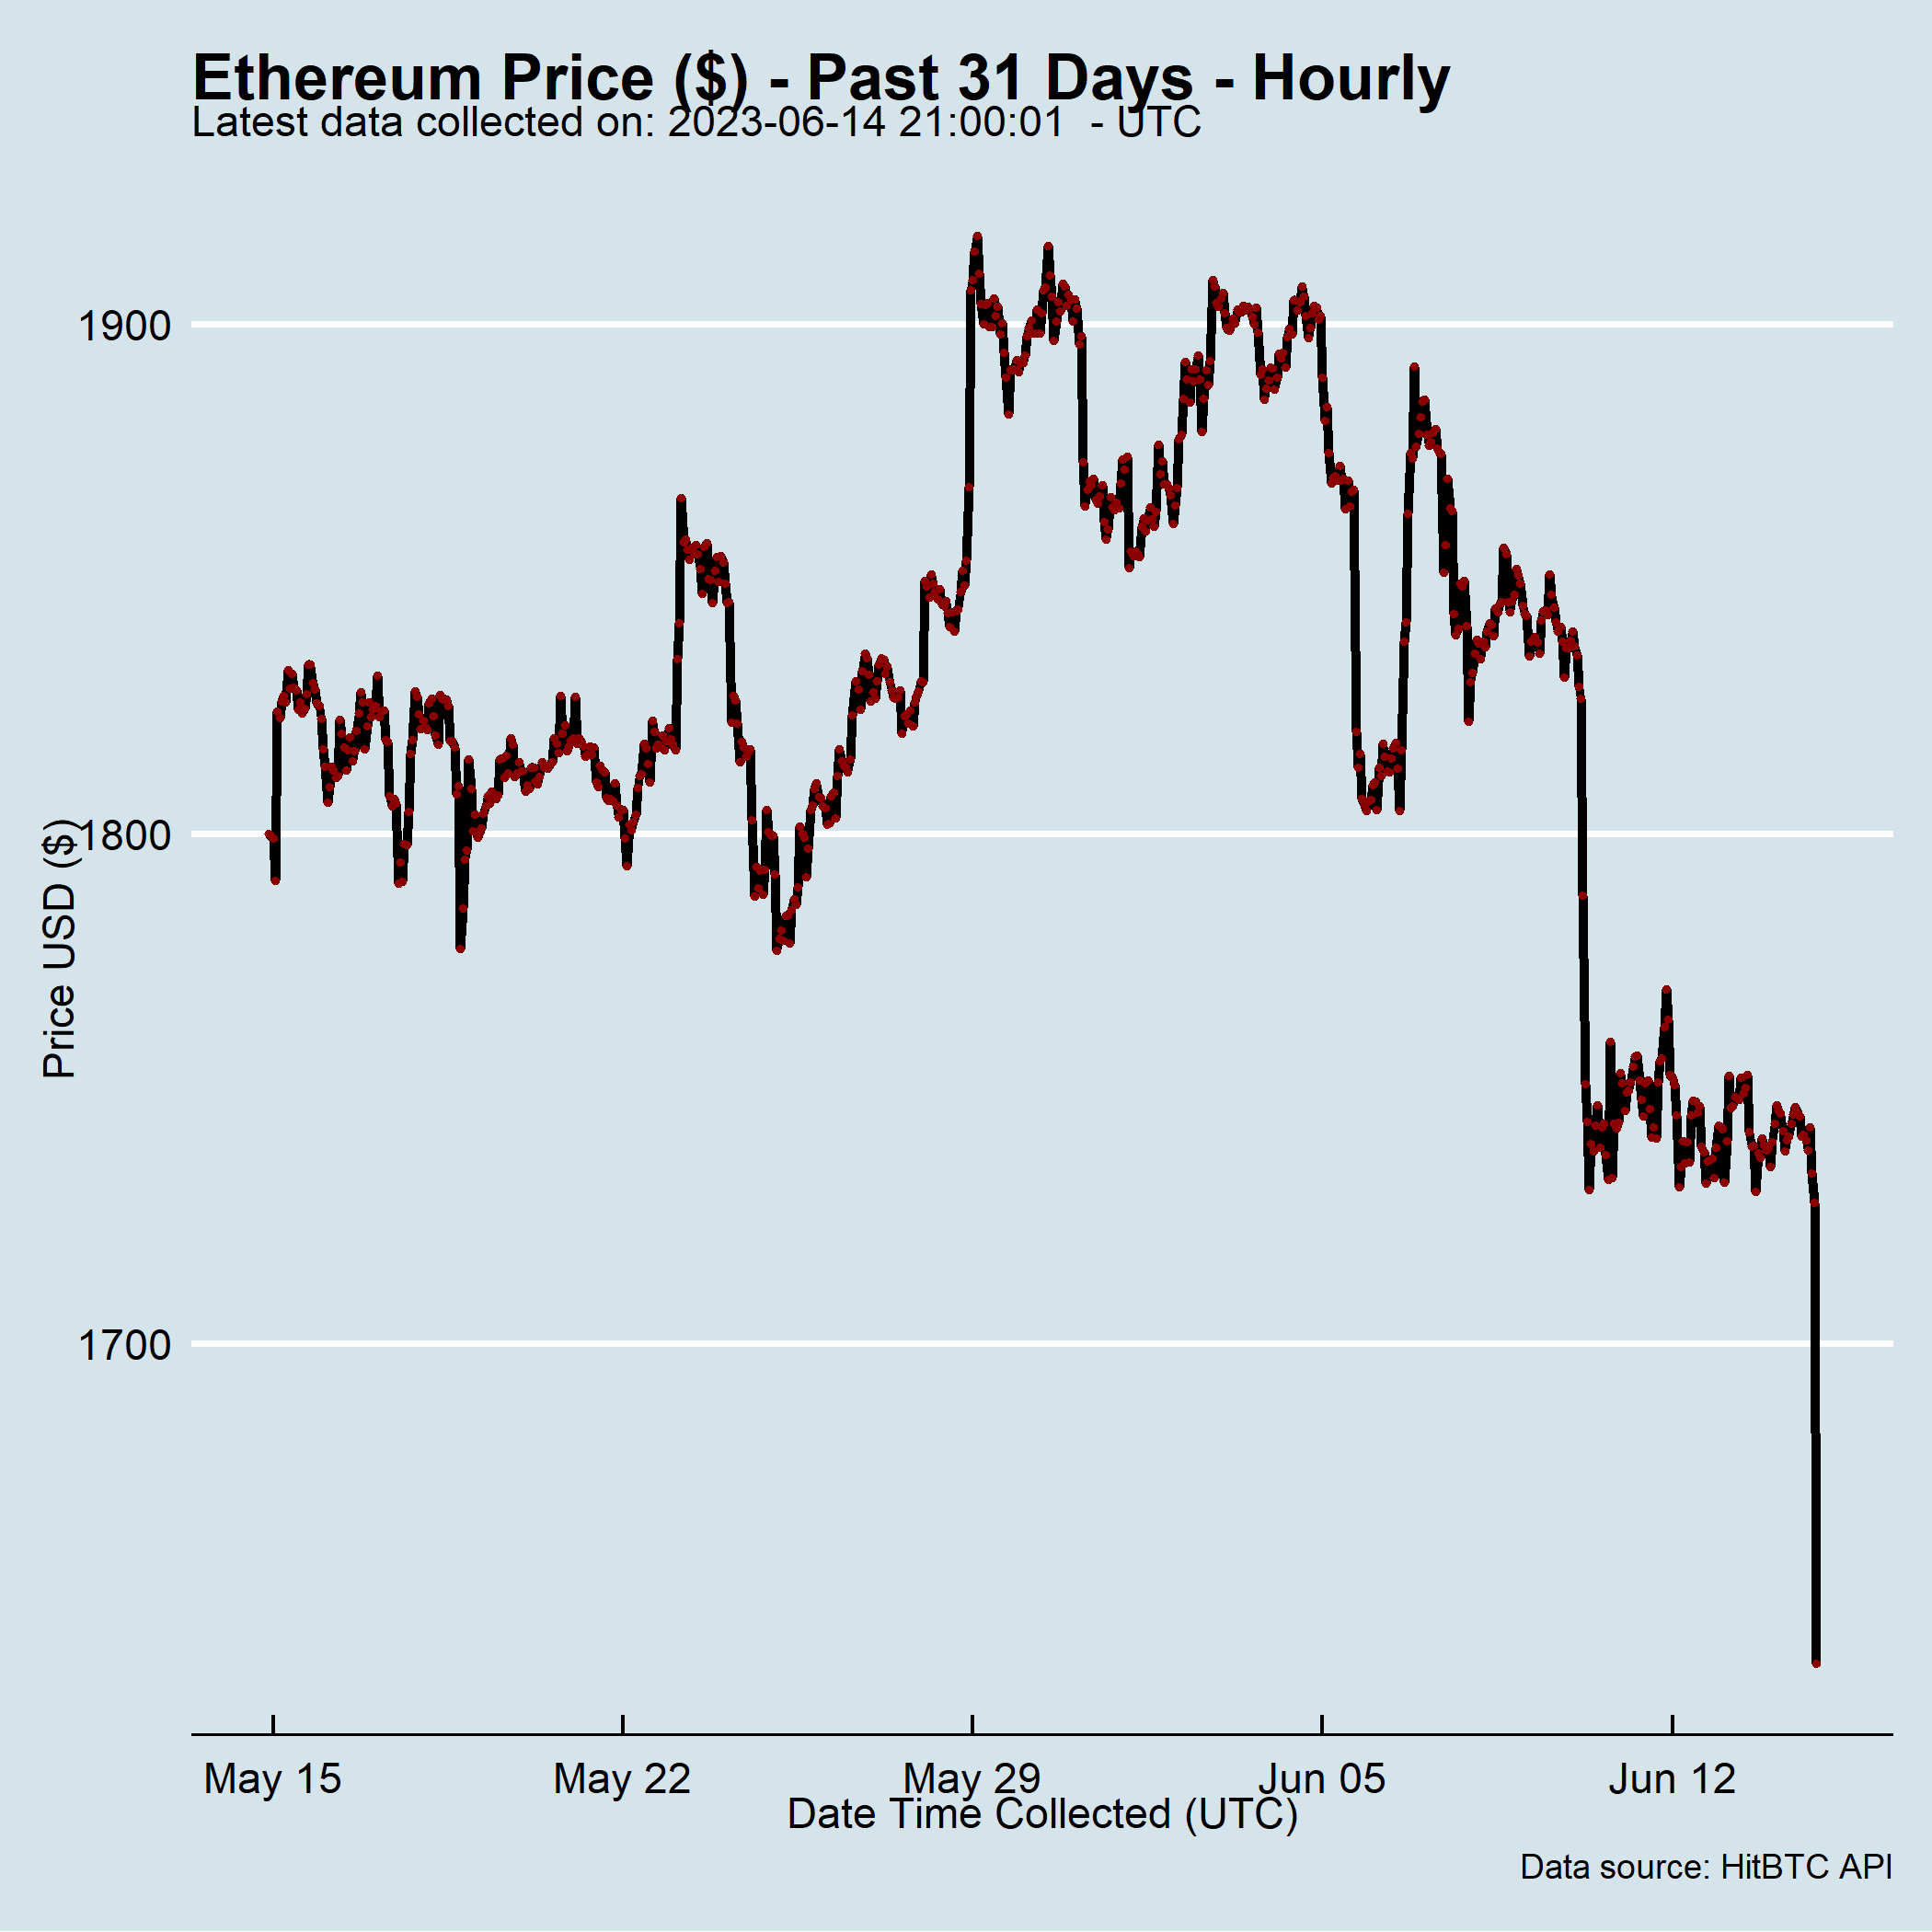 Ethereum Price ($) - Past 31 Days - Hourly
Latest data collected on: 2023-06-14 21:00:01  - UTC
1900
1800
1700
Price USD ($)
May 15
May 22
May 29
Jun 05
Jun 12
Date Time Collected (UTC)
Data source: HitBTC API